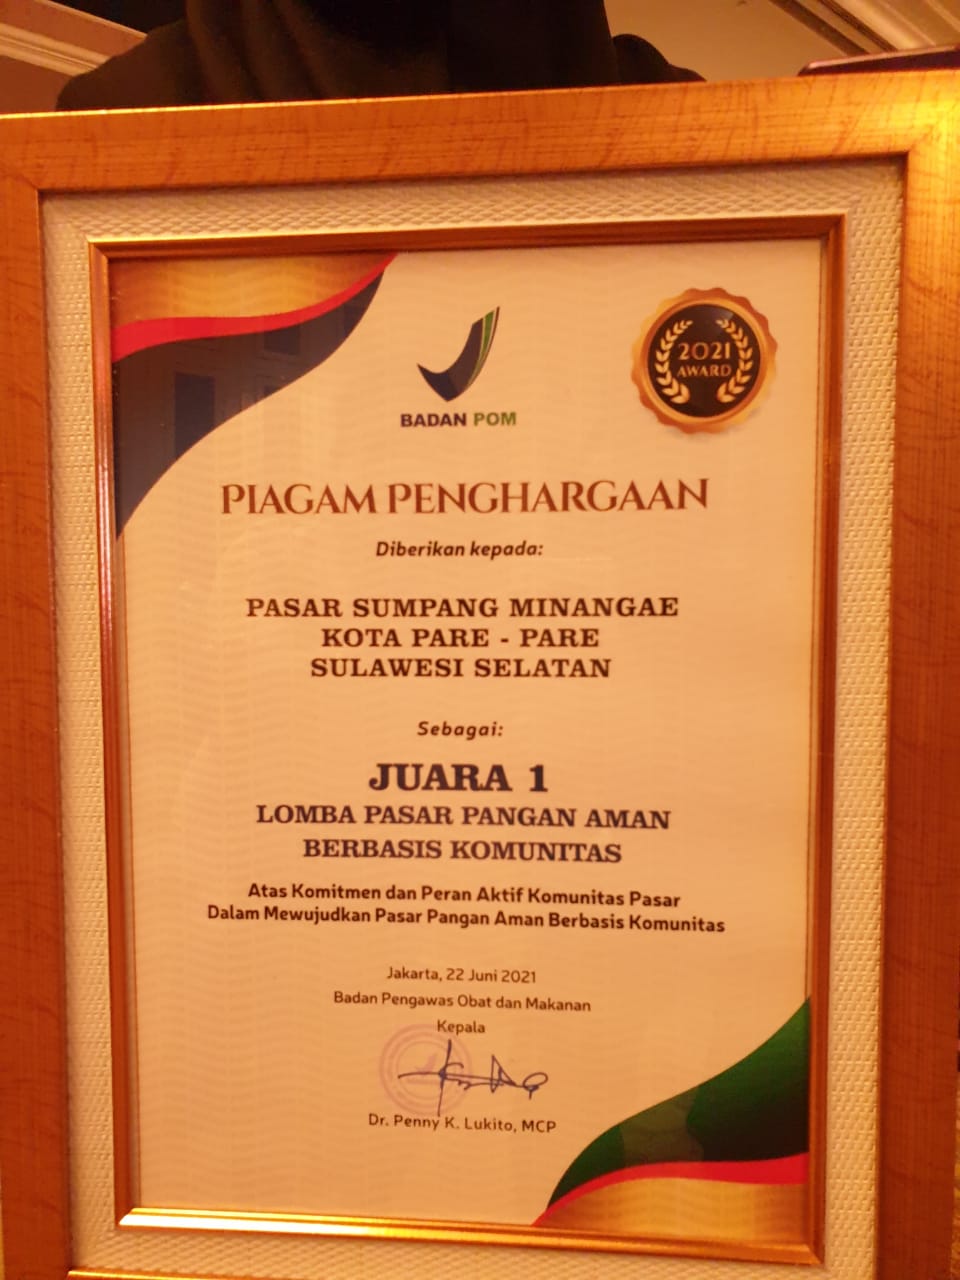 BADAN POM
2021
AWARD
PIAGAM PENGHARGAAN
Diberikan kepada:
PASAR SUMPANG MINANGAE
KOTA PARE - PARE
SULAWESI SELATAN
Sebagai:
JUARA 1
LOMBA PASAR PANGAN AMAN
BERBASIS KOMUNITAS
Atas Komitmen dan Peran Aktif Komunitas Pasar
Dalam Mewujudkan Pasar Pangan Aman Berbasis Komunitas
Jakarta, 22 Juni 2021
Badan Pengawas Obat dan Makanan
Kepala
Dr. Penny K. Lukito, MCP